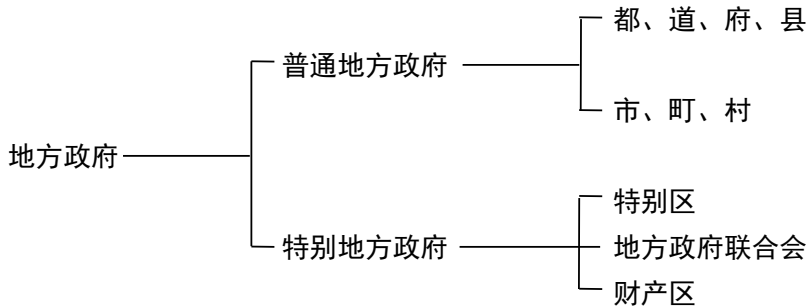 都、道、府、县
普通地方政府
市、町、村
地方政府
特别区
特别地方政府
地方政府联合会
财产区